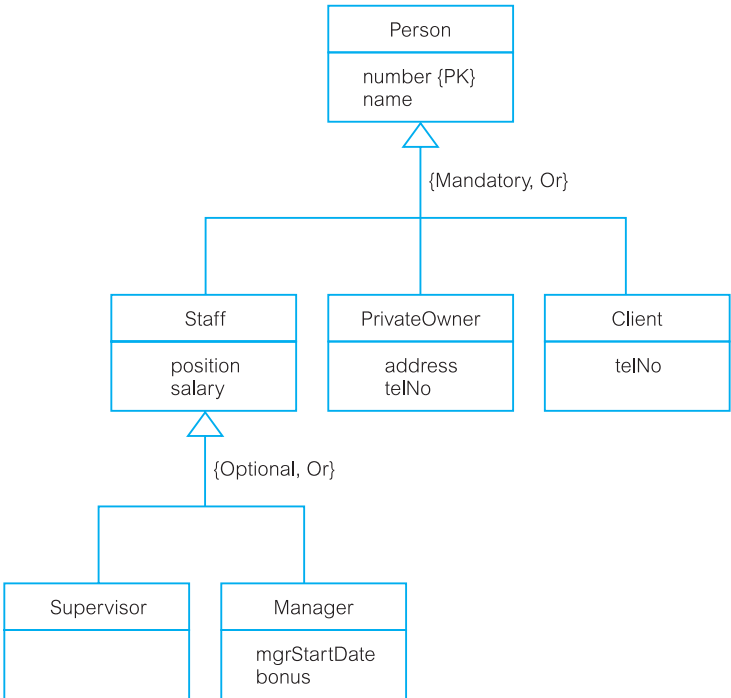 Person
number {PK}
name
{Mandatory, Or}
Staff
position
salary
PrivateOwner
address
telNo
Client
telNo
{Optional, Or}
Supervisor
Manager
mgrStartDate
bonus